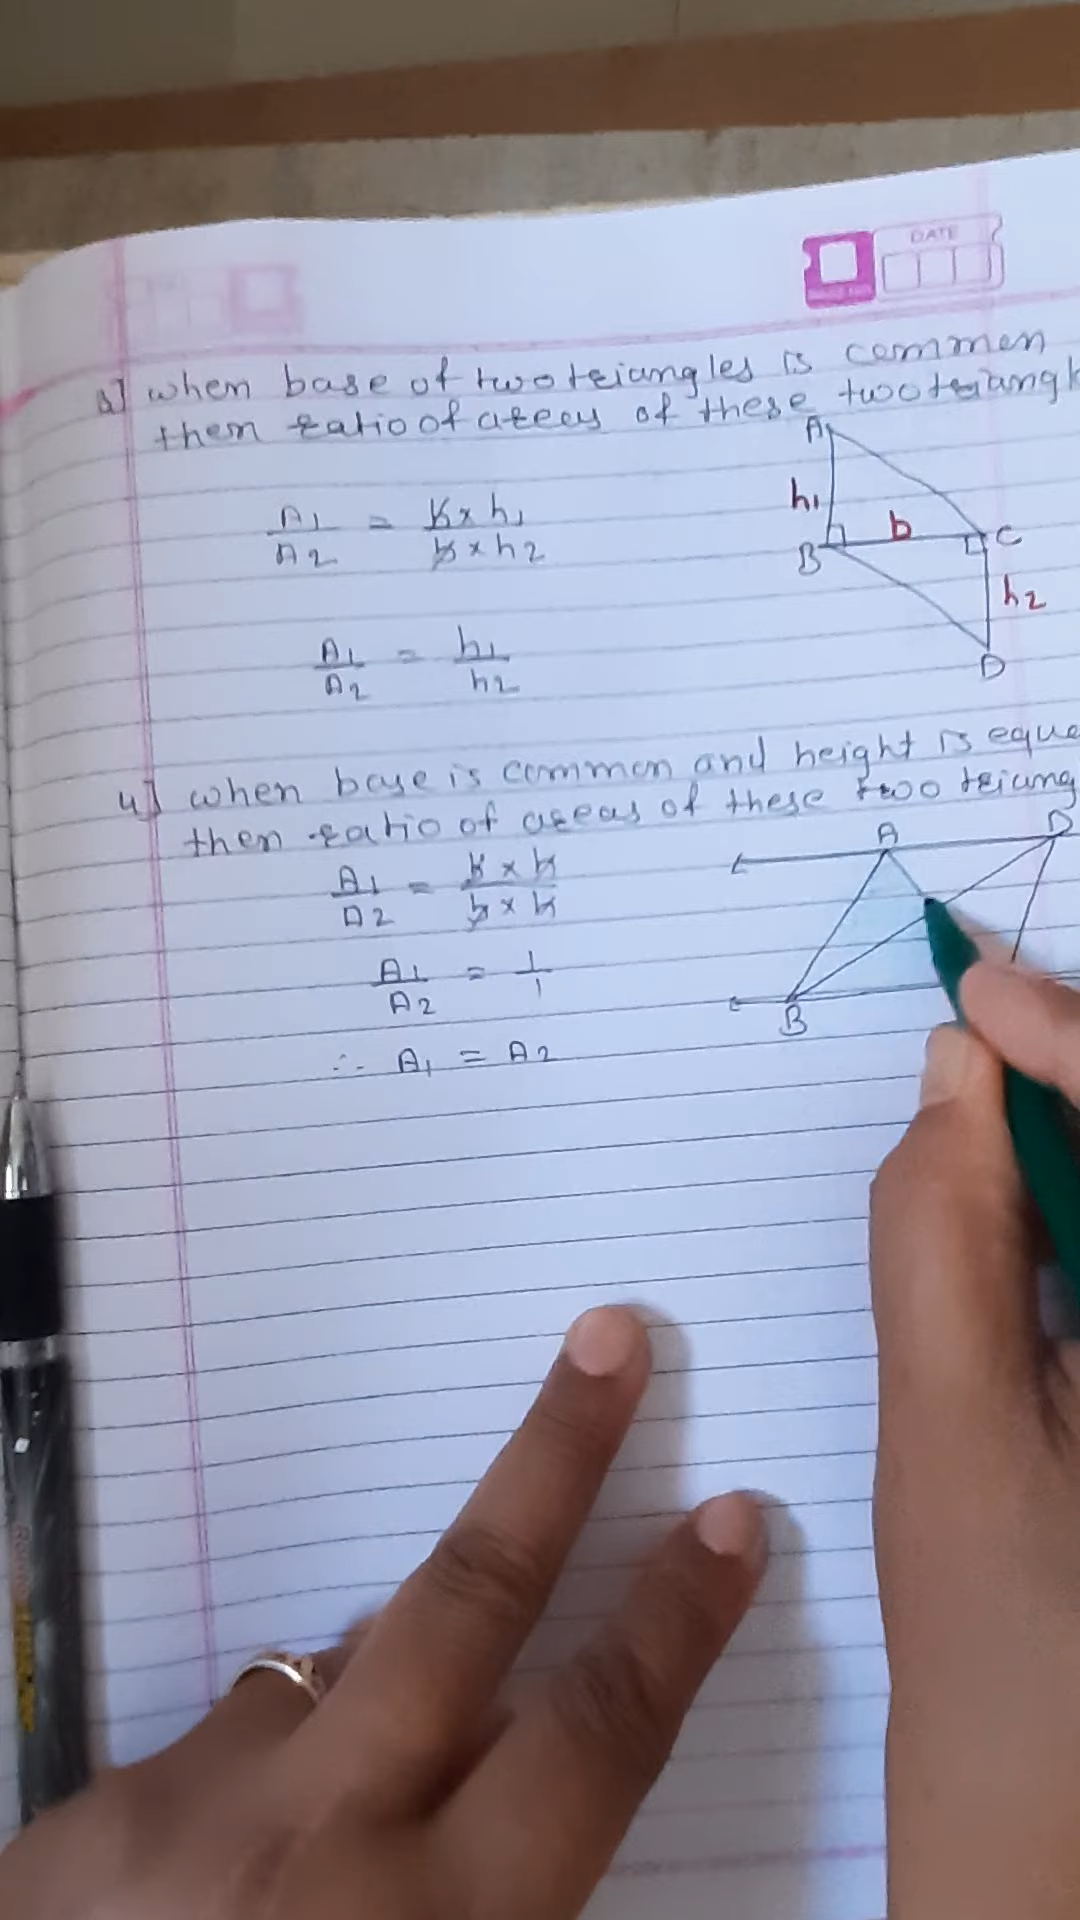 DATE
3] when base of two triangles is common
then ratio of areas of these two triangl
A1/A2 = b x h1/b x h2
A
h1
b
B
C
h2
D
A1/A2 = h1/h2
4] when base is common and height is equa
then ratio of areas of these two triang
A1/A2 = b x h/b x h
A
D
A1/A2 = 1/1
B
∴ A1 = A2